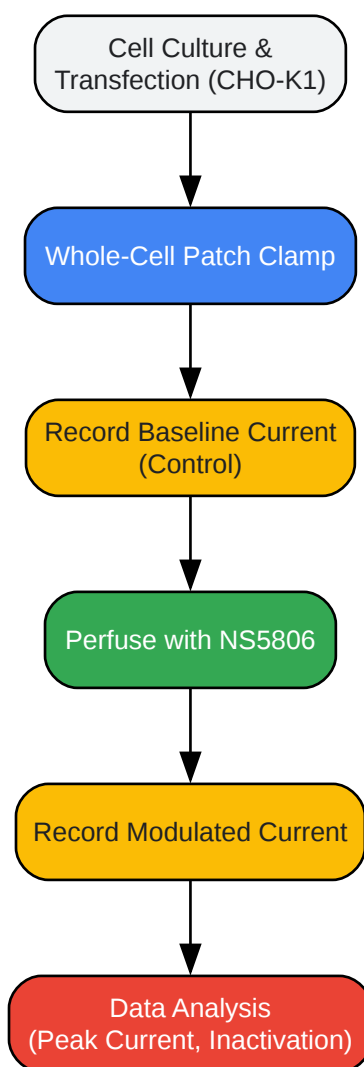 Cell Culture &
Transfection (CHO-K1)
Whole-Cell Patch Clamp
Record Baseline Current
(Control)
Perfuse with NS5806
Record Modulated Current
Data Analysis
(Peak Current, Inactivation)